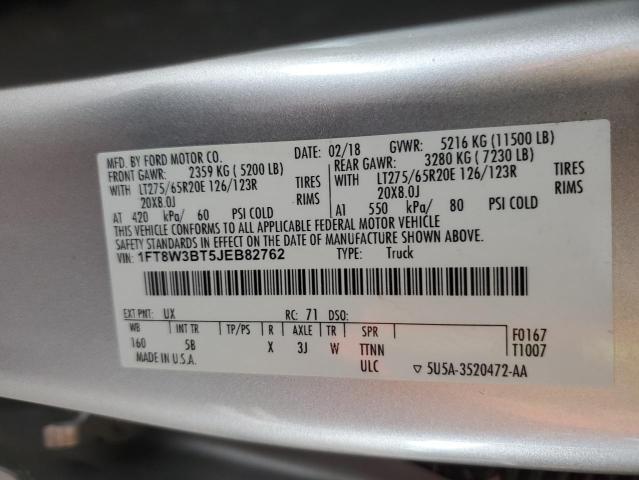 MFD. BY FORD MOTOR CO. DATE: 02/18 GVWR: 5216 KG (11500 LB)
FRONT GAWR: 2359 KG (5200 LB) REAR GAWR: 3280 KG (7230 LB)
WITH LT275/65R20E 126/123R TIRES WITH LT275/65R20E 126/123R TIRES
20X8.0J RIMS 20X8.0J RIMS
AT 420 kPa/ 60 PSI COLD AT 550 kPa/ 80 PSI COLD
THIS VEHICLE CONFORMS TO ALL APPLICABLE FEDERAL MOTOR VEHICLE
SAFETY STANDARDS IN EFFECT ON THE DATE OF MANUFACTURE SHOWN ABOVE.
VIN: 1FT8W3BT5JEB82762 TYPE: Truck
EXT PNT: UX RC: 71 DSO:
WB INT TR TP/PS R AXLE TR SPR F0167
160 5B X 3J W TTNN T1007
MADE IN U.S.A. ULC 5U5A-3520472-AA